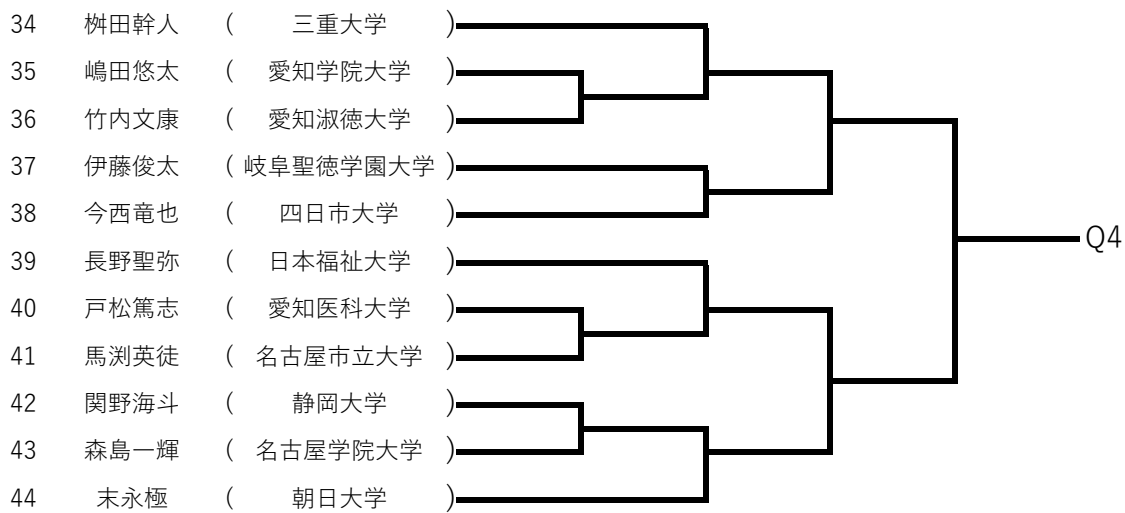 34 桝田幹人 ( 三重大学 )
35 嶋田悠太 ( 愛知学院大学 )
36 竹内文康 ( 愛知淑徳大学 )
37 伊藤俊太 ( 岐阜聖徳学園大学 )
38 今西竜也 ( 四日市大学 )
39 長野聖弥 ( 日本福祉大学 )
40 戸松篤志 ( 愛知医科大学 )
41 馬渕英徒 ( 名古屋市立大学 )
42 関野海斗 ( 静岡大学 )
43 森島一輝 ( 名古屋学院大学 )
44 末永極 ( 朝日大学 )
Q4